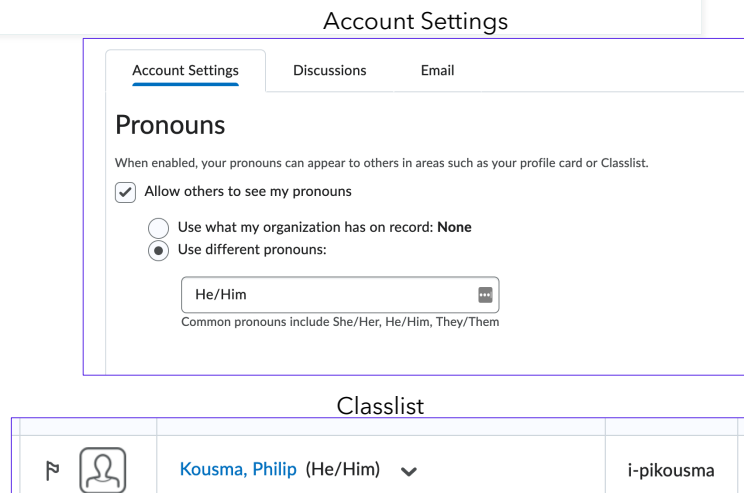 Account Settings
Account Settings Discussions Email
Pronouns
When enabled, your pronouns can appear to others in areas such as your profile card or Classlist.
Allow others to see my pronouns
Use what my organization has on record: None
Use different pronouns:
He/Him
Common pronouns include She/Her, He/Him, They/Them
Classlist
Kousma, Philip (He/Him) i-pikousma